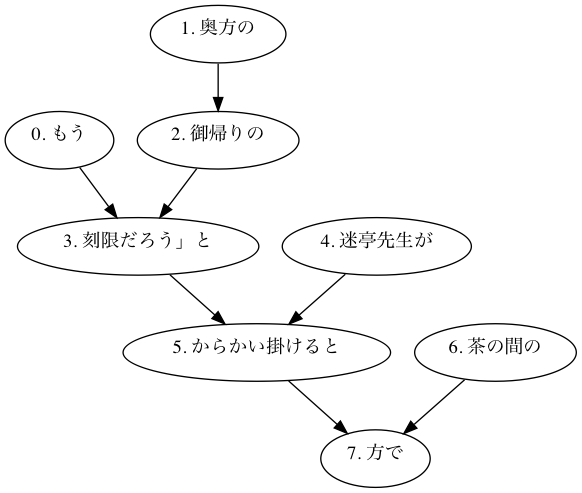 1. 奥方の
0. もう
2. 御帰りの
3. 刻限だろう」と
4. 迷亭先生が
5. からかい掛けると
6. 茶の間の
7. 方で